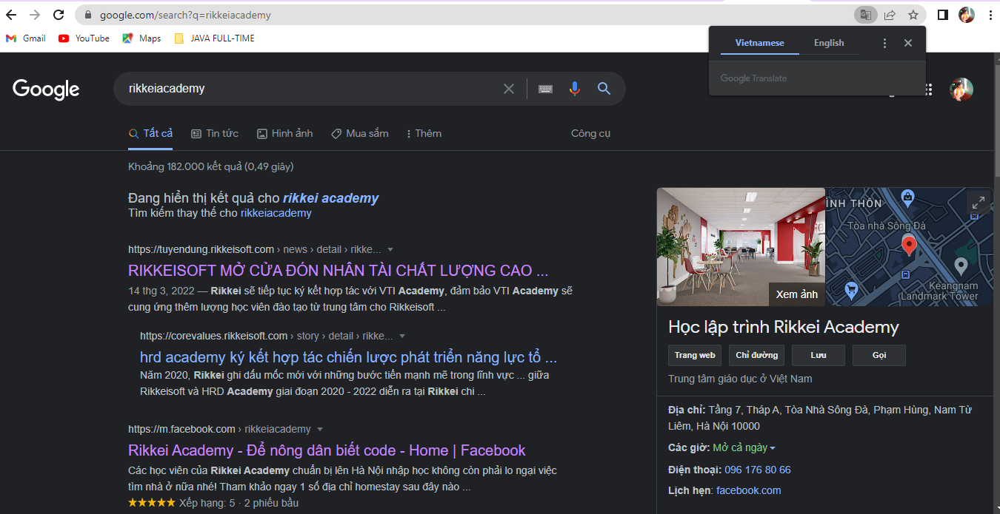 google.com/search?q=rikkeiacademy
Gmail
YouTube
Maps
JAVA FULL-TIME
Vietnamese
English
Google Translate
Google
rikkeiacademy
Tất cả
Tin tức
Hình ảnh
Mua sắm
Thêm
Công cụ
Khoảng 182.000 kết quả (0,49 giây)
Đang hiển thị kết quả cho rikkei academy
Tìm kiếm thay thế cho rikkeiacademy
https://tuyendung.rikkeisoft.com › news › detail › rikke...
RIKKEISOFT MỞ CỬA ĐÓN NHÂN TÀI CHẤT LƯỢNG CAO ...
14 thg 3, 2022 — Rikkei sẽ tiếp tục ký kết hợp tác với VTI Academy, đảm bảo VTI Academy sẽ
cung ứng thêm lượng học viên đào tạo từ trung tâm cho Rikkeisoft ...
https://corevalues.rikkeisoft.com › story › detail › rikke...
hrd academy ký kết hợp tác chiến lược phát triển năng lực tổ ...
Năm 2020, Rikkei ghi dấu mốc mới với những bước tiến mạnh mẽ trong lĩnh vực ... giữa
Rikkeisoft và HRD Academy giai đoạn 2020 - 2022 diễn ra tại Rikkei chi ...
https://m.facebook.com › rikkeiacademy
Rikkei Academy - Để nông dân biết code - Home | Facebook
Các học viên của Rikkei Academy chuẩn bị lên Hà Nội nhập học không còn phải lo ngại việc
tìm nhà ở nữa nhé! Tham khảo ngay 1 số địa chỉ homestay sau đây nào ...
Xếp hạng: 5 · 2 phiếu bầu
Xem ảnh
ÌNH THÔN
Tòa nhà Sông Đà
Keangnam
Landmark Tower
Học lập trình Rikkei Academy
Trang web
Chỉ đường
Lưu
Gọi
Trung tâm giáo dục ở Việt Nam
Địa chỉ: Tầng 7, Tháp A, Tòa Nhà Sông Đà, Phạm Hùng, Nam Từ
Liêm, Hà Nội 10000
Các giờ: Mở cả ngày
Điện thoại: 096 176 80 66
Lịch hẹn: facebook.com